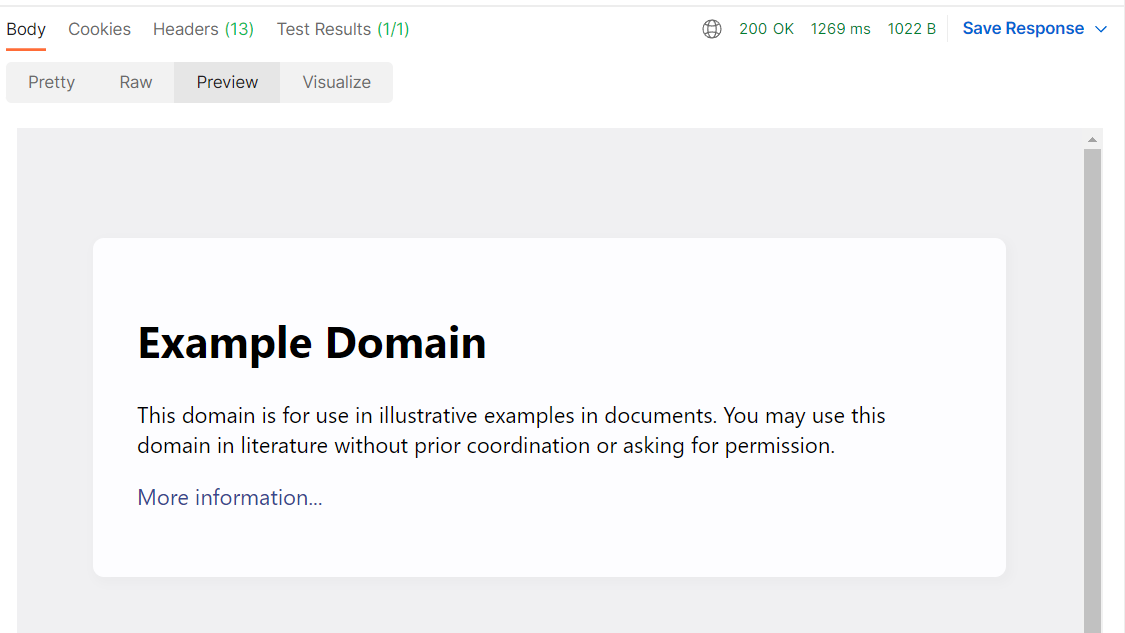 Body Cookies Headers (13) Test Results (1/1) 200 OK 1269 ms 1022 B Save Response
Pretty Raw Preview Visualize
Example Domain
This domain is for use in illustrative examples in documents. You may use this
domain in literature without prior coordination or asking for permission.
More information...